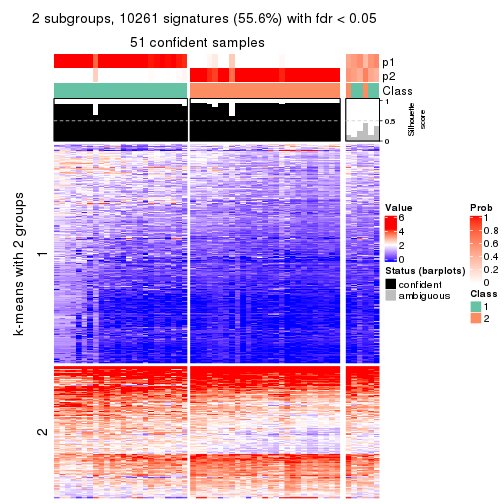 2 subgroups, 10261 signatures (55.6%) with fdr < 0.05
51 confident samples
p1
p2
Class
1
0.5
0
Silhouette
score
k-means with 2 groups
1
2
Value
6
4
2
0
Status (barplots)
confident
ambiguous
Prob
1
0.8
0.6
0.4
0.2
0
Class
1
2